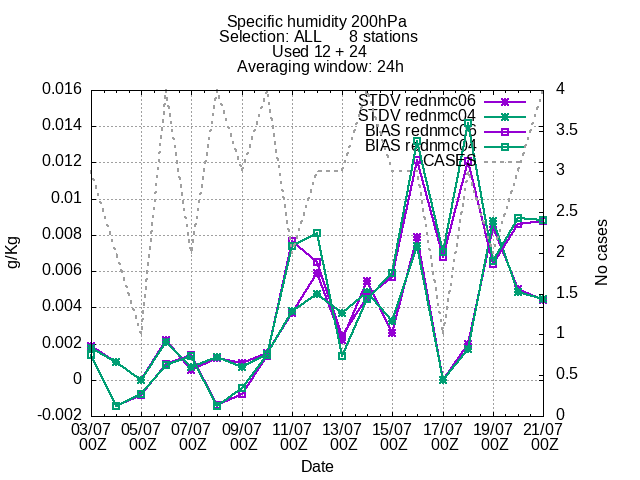 Specific humidity 200hPa
Selection: ALL 8 stations
Used 12 + 24
Averaging window: 24h
0.016
0.014
0.012
0.01
0.008
0.006
0.004
0.002
0
-0.002
g/Kg
4
3.5
3
2.5
2
1.5
1
0.5
0
No cases
STDV rednmc06
STDV rednmc04
BIAS rednmc06
BIAS rednmc04
CASES
03/07 05/07 07/07 09/07 11/07 13/07 15/07 17/07 19/07 21/07
00Z 00Z 00Z 00Z 00Z 00Z 00Z 00Z 00Z 00Z
Date